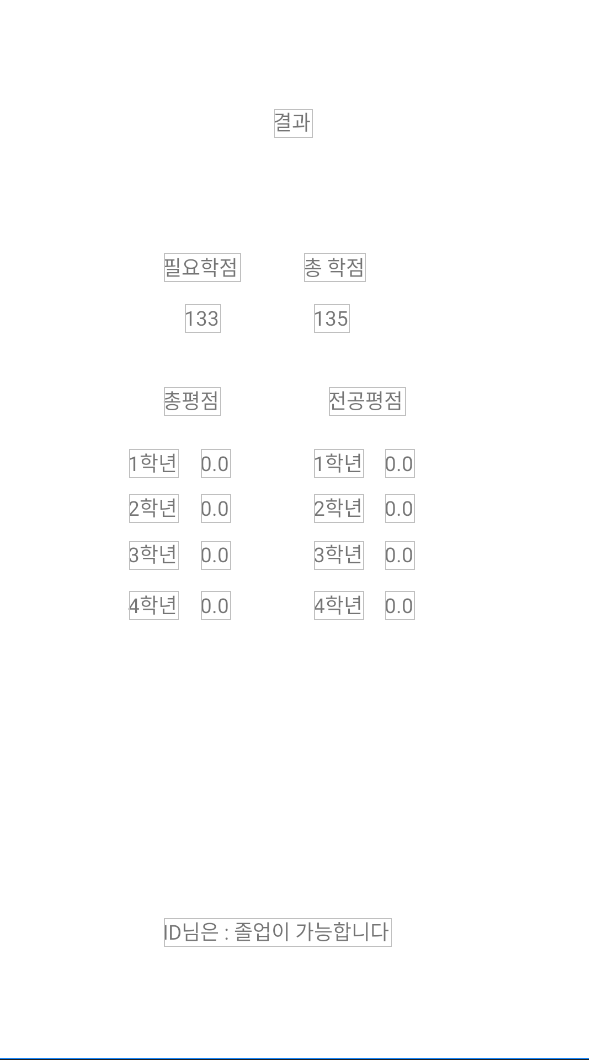 결과
필요학점 총 학점
133 135
총평점 전공평점
1학년 0.0 1학년 0.0
2학년 0.0 2학년 0.0
3학년 0.0 3학년 0.0
4학년 0.0 4학년 0.0
ID님은 : 졸업이 가능합니다